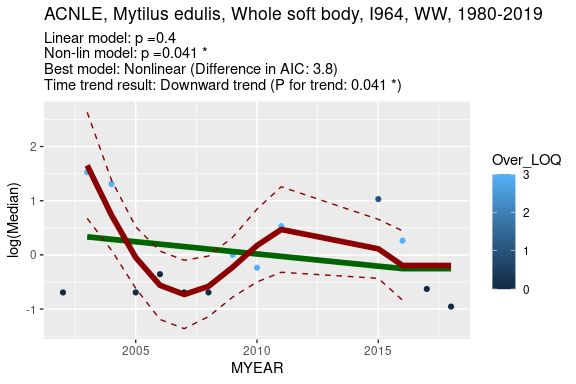 ACNLE, Mytilus edulis, Whole soft body, I964, WW, 1980-2019
Linear model: p =0.4
Non-lin model: p =0.041 *
Best model: Nonlinear (Difference in AIC: 3.8)
Time trend result: Downward trend (P for trend: 0.041 *)
log(Median)
2
1
0
-1
2005
2010
2015
MYEAR
Over_LOQ
3
2
1
0